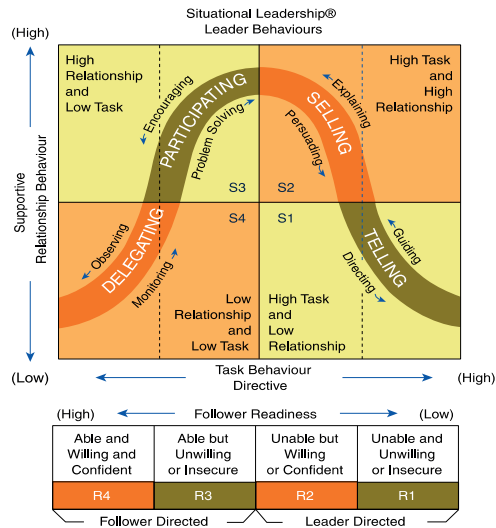 Situational Leadership®
Leader Behaviours
(High)
High
Relationship
and
Low Task
High Task
and
High
Relationship
Encouraging
PARTICIPATING
Problem Solving
Explaining
SELLING
Persuading
S3
S2
S4
S1
Supportive
Relationship Behaviour
Observing
DELEGATING
Monitoring
Guiding
TELLING
Directing
Low
Relationship
and
Low Task
High Task
and
Low
Relationship
(Low)
Task Behaviour
Directive
(High)
(High)
Follower Readiness
(Low)
Able and
Willing and
Confident
Able but
Unwilling
or Insecure
Unable but
Willing
or Confident
Unable and
Unwilling
or Insecure
R4
R3
R2
R1
Follower Directed
Leader Directed